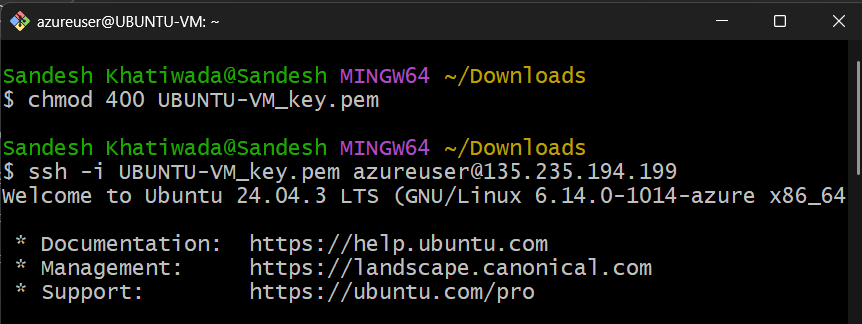 azureuser@UBUNTU-VM: ~
Sandesh Khatiwada@Sandesh MINGW64 ~/Downloads
$ chmod 400 UBUNTU-VM_key.pem
Sandesh Khatiwada@Sandesh MINGW64 ~/Downloads
$ ssh -i UBUNTU-VM_key.pem azureuser@135.235.194.199
Welcome to Ubuntu 24.04.3 LTS (GNU/Linux 6.14.0-1014-azure x86_64
* Documentation:  https://help.ubuntu.com
* Management:     https://landscape.canonical.com
* Support:        https://ubuntu.com/pro